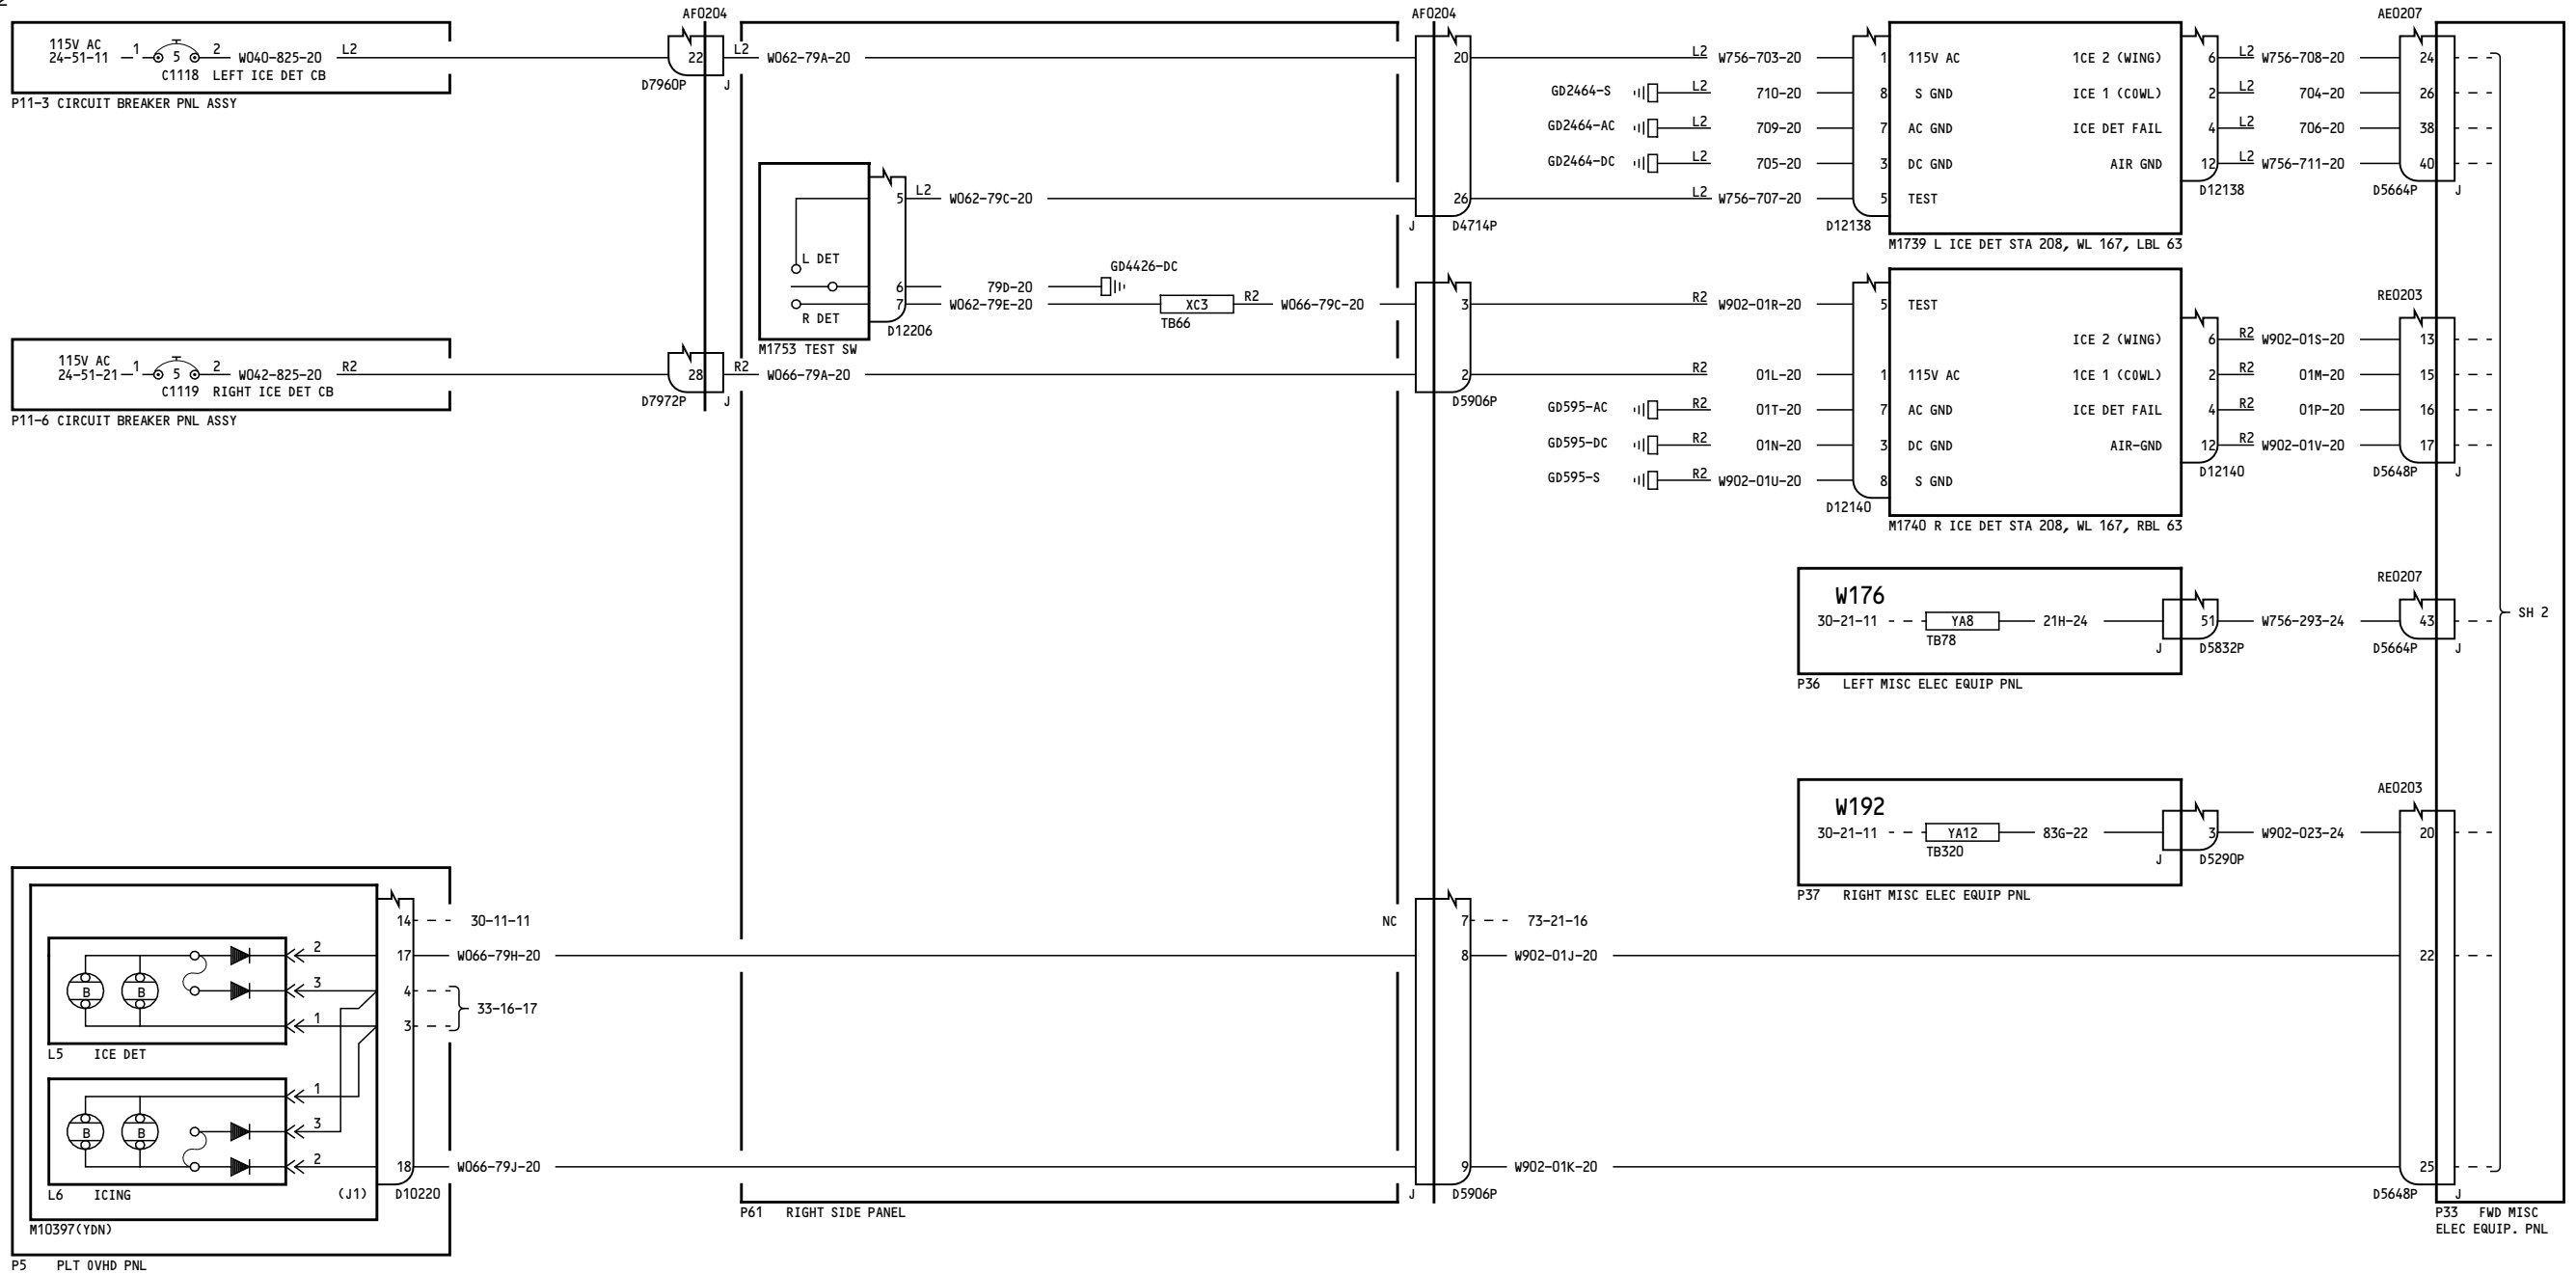 AF0204
AF0204
AE0207
115V AC
24-51-11
1
5
2
W040-825-20
L2
C1118 LEFT ICE DET CB
P11-3 CIRCUIT BREAKER PNL ASSY
22
D7960P
J
L2
W062-79A-20
20
L2
W756-703-20
1
115V AC
1CE 2 (WING)
6
L2
W756-708-20
24
GD2464-S
L2
710-20
8
S GND
ICE 1 (C0WL)
2
L2
704-20
26
GD2464-AC
L2
709-20
7
AC GND
ICE DET FAIL
4
L2
706-20
38
GD2464-DC
L2
705-20
3
DC GND
AIR GND
12
L2
W756-711-20
40
D12138
D5664P
J
5
L2
W062-79C-20
26
L2
W756-707-20
5
TEST
J
D4714P
D12138
M1739 L ICE DET STA 208, WL 167, LBL 63
L DET
R DET
6
79D-20
GD4426-DC
7
W062-79E-20
XC3
TB66
R2
W066-79C-20
D12206
M1753 TEST SW
3
R2
W902-01R-20
5
TEST
RE0203
ICE 2 (WING)
6
R2
W902-01S-20
13
115V AC
24-51-21
1
5
2
W042-825-20
R2
C1119 RIGHT ICE DET CB
P11-6 CIRCUIT BREAKER PNL ASSY
28
D7972P
J
R2
W066-79A-20
2
D5906P
R2
01L-20
1
115V AC
1CE 1 (C0WL)
2
R2
01M-20
15
GD595-AC
R2
01T-20
7
AC GND
ICE DET FAIL
4
R2
01P-20
16
GD595-DC
R2
01N-20
3
DC GND
AIR-GND
12
R2
W902-01V-20
17
D12140
D5648P
J
GD595-S
R2
W902-01U-20
8
S GND
D12140
M1740 R ICE DET STA 208, WL 167, RBL 63
W176
30-21-11
YA8
TB78
21H-24
51
J
D5832P
W756-293-24
RE0207
43
D5664P
J
SH 2
P36 LEFT MISC ELEC EQUIP PNL
W192
30-21-11
YA12
TB320
83G-22
3
J
D5290P
W902-023-24
AE0203
20
P37 RIGHT MISC ELEC EQUIP PNL
14
30-11-11
NC
7
73-21-16
2
17
W066-79H-20
8
W902-01J-20
22
B
B
3
4
33-16-17
1
3
L5 ICE DET
1
B
B
3
2
18
W066-79J-20
9
W902-01K-20
25
L6 ICING
(J1)
D10220
J
D5906P
D5648P
J
P61 RIGHT SIDE PANEL
P33 FWD MISC
ELEC EQUIP. PNL
M10397(YDN)
P5 PLT 0VHD PNL